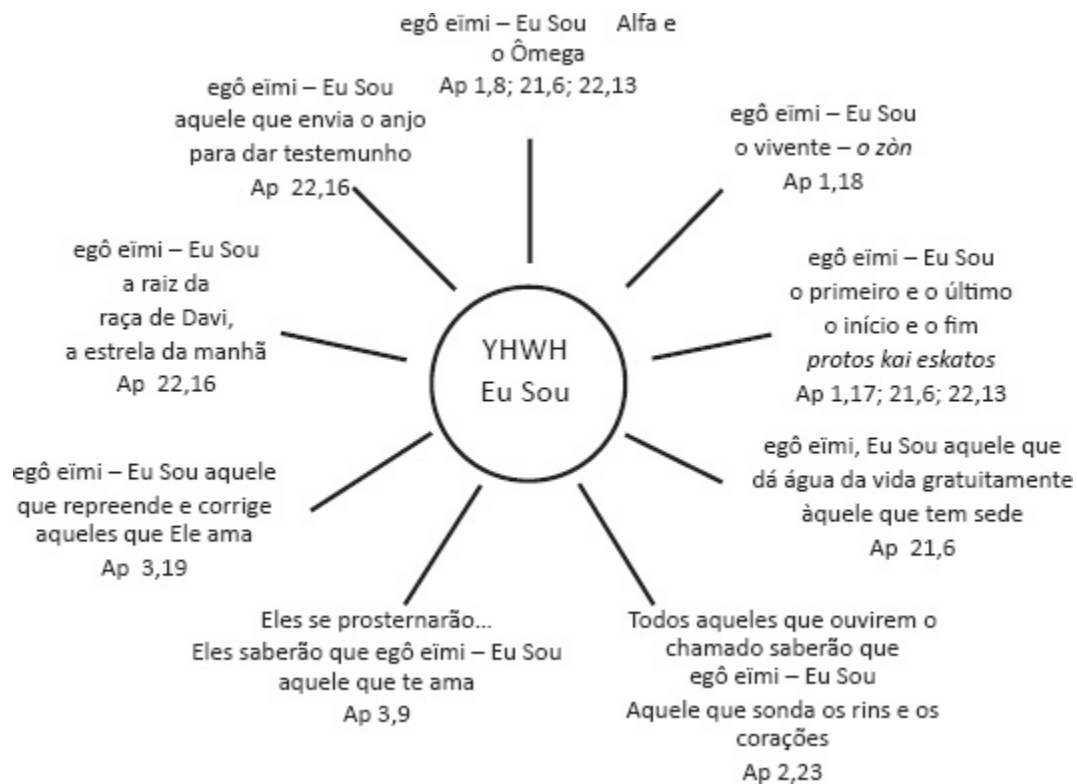 egô eïmi – Eu Sou Alfa e
o Ômega
Ap 1,8; 21,6; 22,13
egô eïmi – Eu Sou
aquele que envia o anjo
para dar testemunho
Ap 22,16
egô eïmi – Eu Sou
o vivente – o zòn
Ap 1,18
egô eïmi – Eu Sou
a raiz da
raça de Davi,
a estrela da manhã
Ap 22,16
YHWH
Eu Sou
egô eïmi – Eu Sou
o primeiro e o último
o início e o fim
protos kai eskatos
Ap 1,17; 21,6; 22,13
egô eïmi – Eu Sou aquele
que repreende e corrige
aqueles que Ele ama
Ap 3,19
egô eïmi, Eu Sou aquele que
dá água da vida gratuitamente
àquele que tem sede
Ap 21,6
Eles se prosternarão...
Eles saberão que egô eïmi – Eu Sou
aquele que te ama
Ap 3,9
Todos aqueles que ouvirem o
chamado saberão que
egô eïmi – Eu Sou
Aquele que sonda os rins e os
corações
Ap 2,23